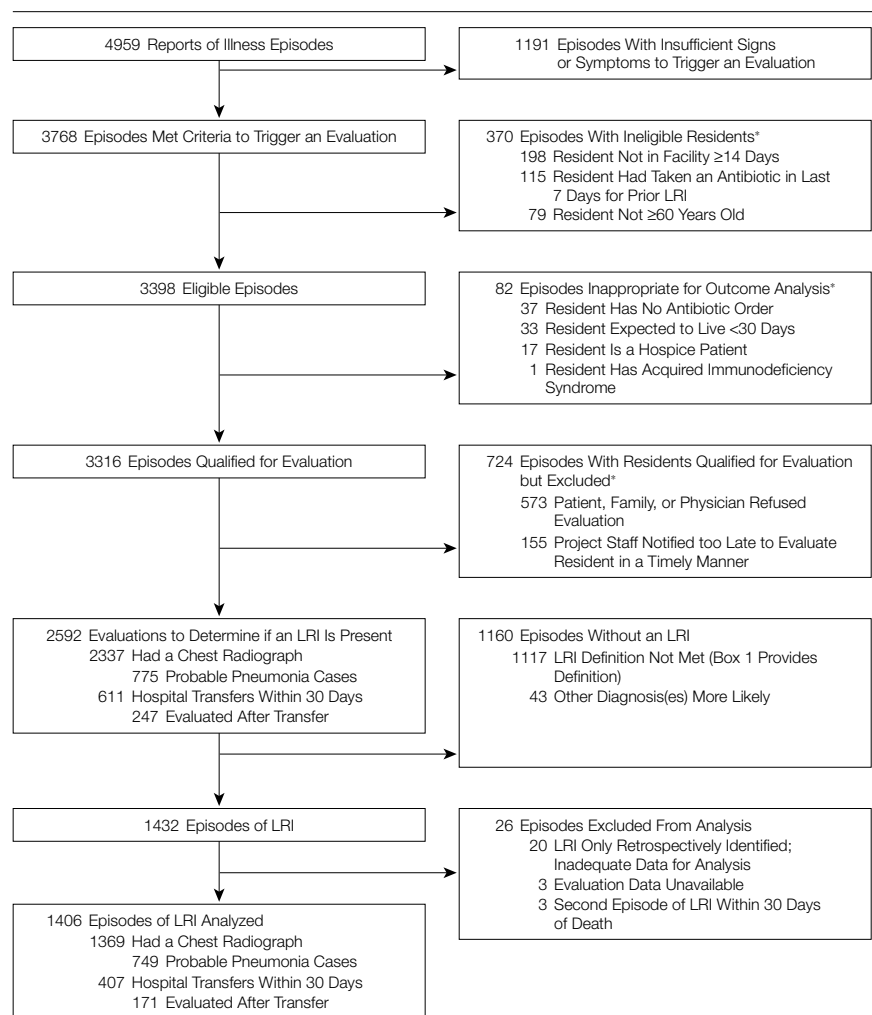 4959 Reports of Illness Episodes
1191 Episodes With Insufficient Signs
or Symptoms to Trigger an Evaluation
3768 Episodes Met Criteria to Trigger an Evaluation
370 Episodes With Ineligible Residents*
198 Resident Not in Facility ≥14 Days
115 Resident Had Taken an Antibiotic in Last
7 Days for Prior LRI
79 Resident Not ≥60 Years Old
3398 Eligible Episodes
82 Episodes Inappropriate for Outcome Analysis*
37 Resident Has No Antibiotic Order
33 Resident Expected to Live <30 Days
17 Resident Is a Hospice Patient
1 Resident Has Acquired Immunodeficiency
Syndrome
3316 Episodes Qualified for Evaluation
724 Episodes With Residents Qualified for Evaluation
but Excluded*
573 Patient, Family, or Physician Refused
Evaluation
155 Project Staff Notified too Late to Evaluate
Resident in a Timely Manner
2592 Evaluations to Determine if an LRI Is Present
2337 Had a Chest Radiograph
775 Probable Pneumonia Cases
611 Hospital Transfers Within 30 Days
247 Evaluated After Transfer
1160 Episodes Without an LRI
1117 LRI Definition Not Met (Box 1 Provides
Definition)
43 Other Diagnosis(es) More Likely
1432 Episodes of LRI
26 Episodes Excluded From Analysis
20 LRI Only Retrospectively Identified;
Inadequate Data for Analysis
3 Evaluation Data Unavailable
3 Second Episode of LRI Within 30 Days
of Death
1406 Episodes of LRI Analyzed
1369 Had a Chest Radiograph
749 Probable Pneumonia Cases
407 Hospital Transfers Within 30 Days
171 Evaluated After Transfer